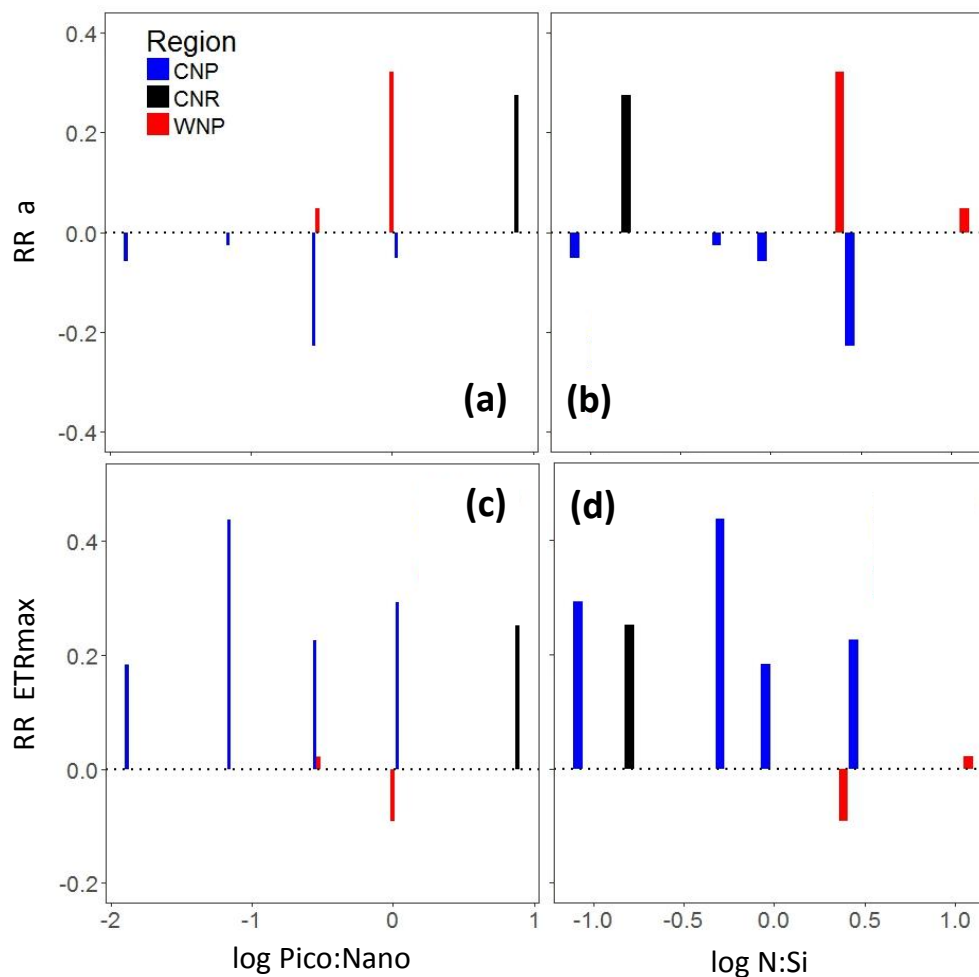 0.4
0.2
0.0
-0.2
-0.4
RR a
Region
CNP
CNR
WNP
(a)
(b)
0.4
0.2
0.0
-0.2
RR ETRmax
(c)
(d)
-2 -1 0 1
-1.0 -0.5 0.0 0.5 1.0
log Pico:Nano
log N:Si